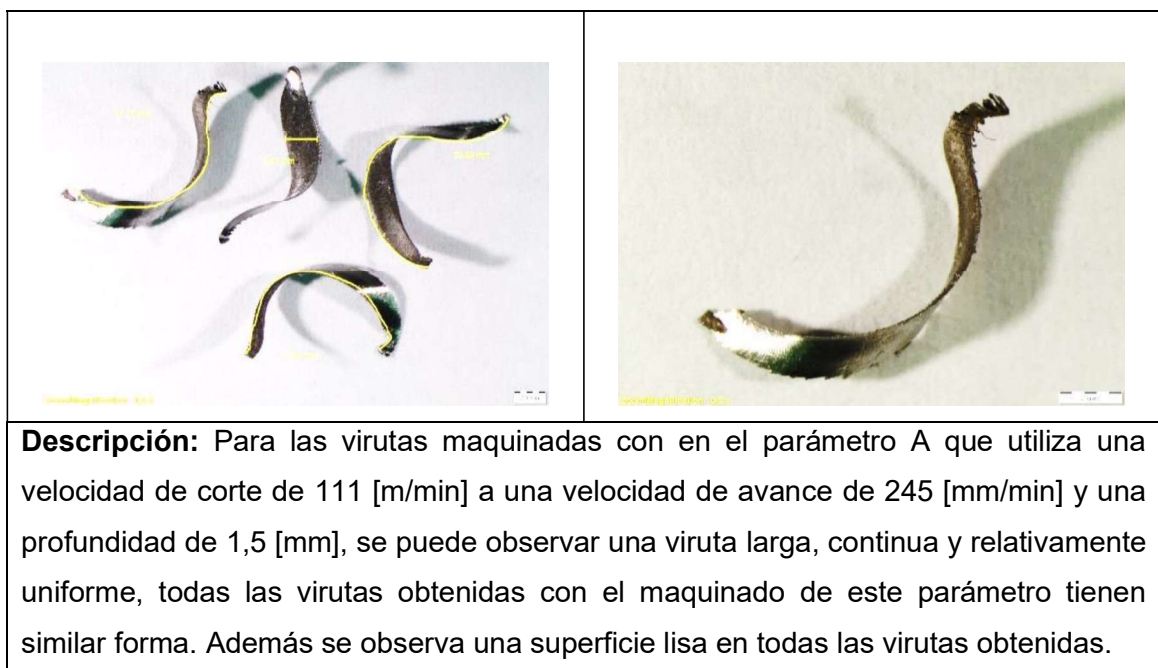 Descripción: Para las virutas maquinadas con en el parámetro A que utiliza una
velocidad de corte de 111 [m/min] a una velocidad de avance de 245 [mm/min] y una
profundidad de 1,5 [mm], se puede observar una viruta larga, continua y relativamente
uniforme, todas las virutas obtenidas con el maquinado de este parámetro tienen
similar forma. Además se observa una superficie lisa en todas las virutas obtenidas.